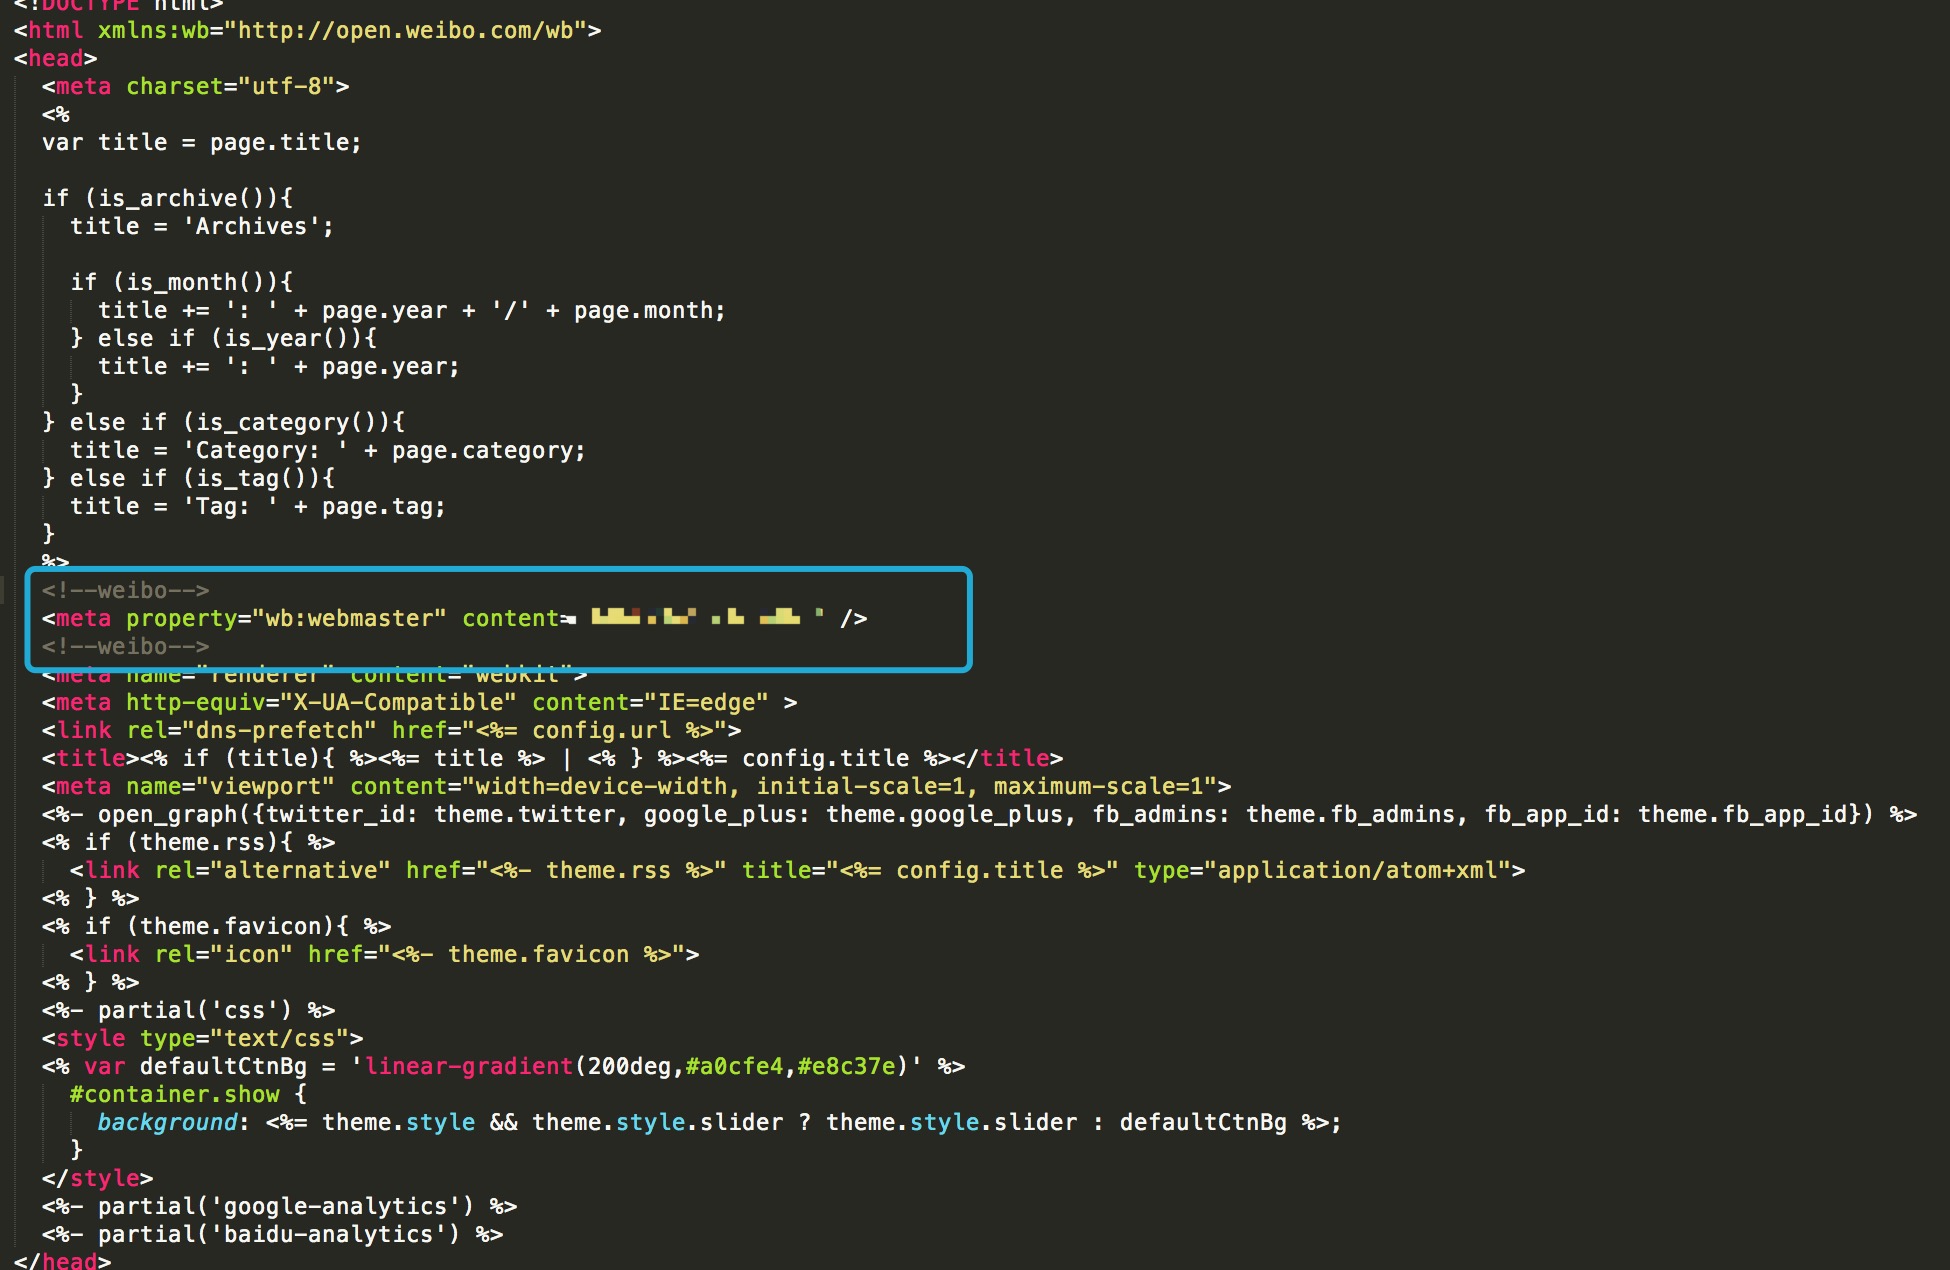 <!DOCTYPE html>
<html xmlns:wb="http://open.weibo.com/wb">
<head>
<meta charset="utf-8">
<%
var title = page.title;
if (is_archive()){
title = 'Archives';
if (is_month()){
title += ': ' + page.year + '/' + page.month;
} else if (is_year()){
title += ': ' + page.year;
}
} else if (is_category()){
title = 'Category: ' + page.category;
} else if (is_tag()){
title = 'Tag: ' + page.tag;
}
%>
<!--weibo-->
<meta property="wb:webmaster" content= />
<!--weibo-->
<meta name="renderer" content="webkit">
<meta http-equiv="X-UA-Compatible" content="IE=edge" >
<link rel="dns-prefetch" href="<%= config.url %>">
<title><% if (title){ %><%= title %> | <% } %><%= config.title %></title>
<meta name="viewport" content="width=device-width, initial-scale=1, maximum-scale=1">
<%- open_graph({twitter_id: theme.twitter, google_plus: theme.google_plus, fb_admins: theme.fb_admins, fb_app_id: theme.fb_app_id}) %>
<% if (theme.rss){ %>
<link rel="alternative" href="<%- theme.rss %>" title="<%= config.title %>" type="application/atom+xml">
<% } %>
<% if (theme.favicon){ %>
<link rel="icon" href="<%- theme.favicon %>">
<% } %>
<%- partial('css') %>
<style type="text/css">
<% var defaultCtnBg = 'linear-gradient(200deg,#a0cfe4,#e8c37e)' %>
#container.show {
background: <%= theme.style && theme.style.slider ? theme.style.slider : defaultCtnBg %>;
}
</style>
<%- partial('google-analytics') %>
<%- partial('baidu-analytics') %>
</head>